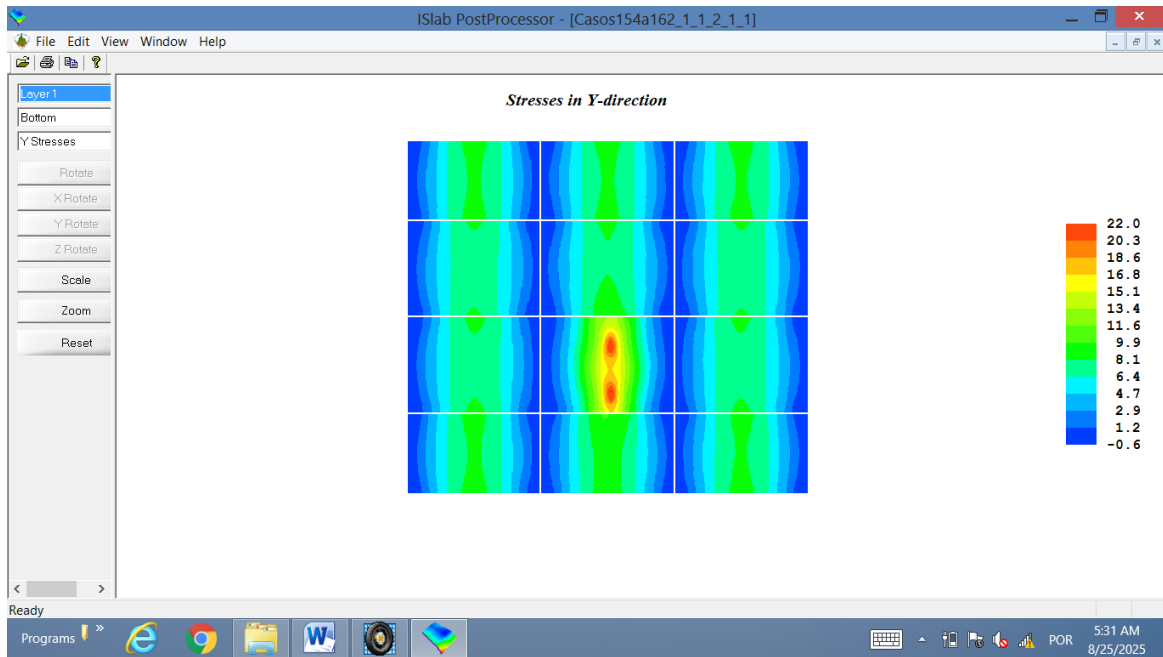 ISlab PostProcessor - [Casos154a162_1_1_2_1_1]
File Edit View Window Help
Layer1
Bottom
Y Stresses
Rotate
X Rotate
Y Rotate
Z Rotate
Scale
Zoom
Reset
Stresses in Y-direction
22.0
20.3
18.6
16.8
15.1
13.4
11.6
9.9
8.1
6.4
4.7
2.9
1.2
-0.6
Ready
Programs
POR
5:31 AM
8/25/2025